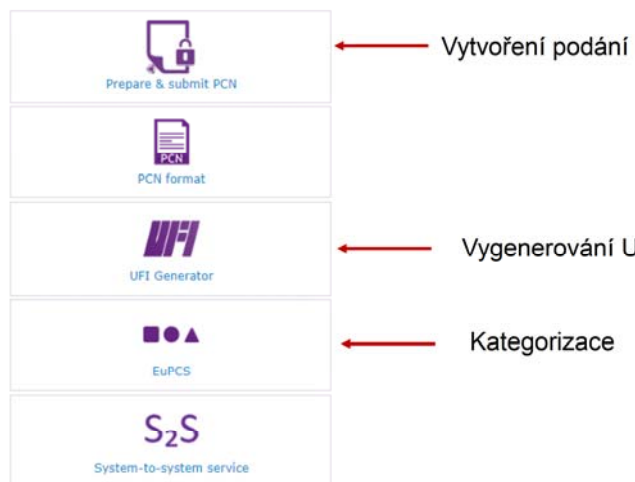 Prepare & submit PCN
Vytvoření podání
PCN
PCN format
UFI
UFI Generator
Vygenerování U
EuPCS
Kategorizace
S₂S
System-to-system service